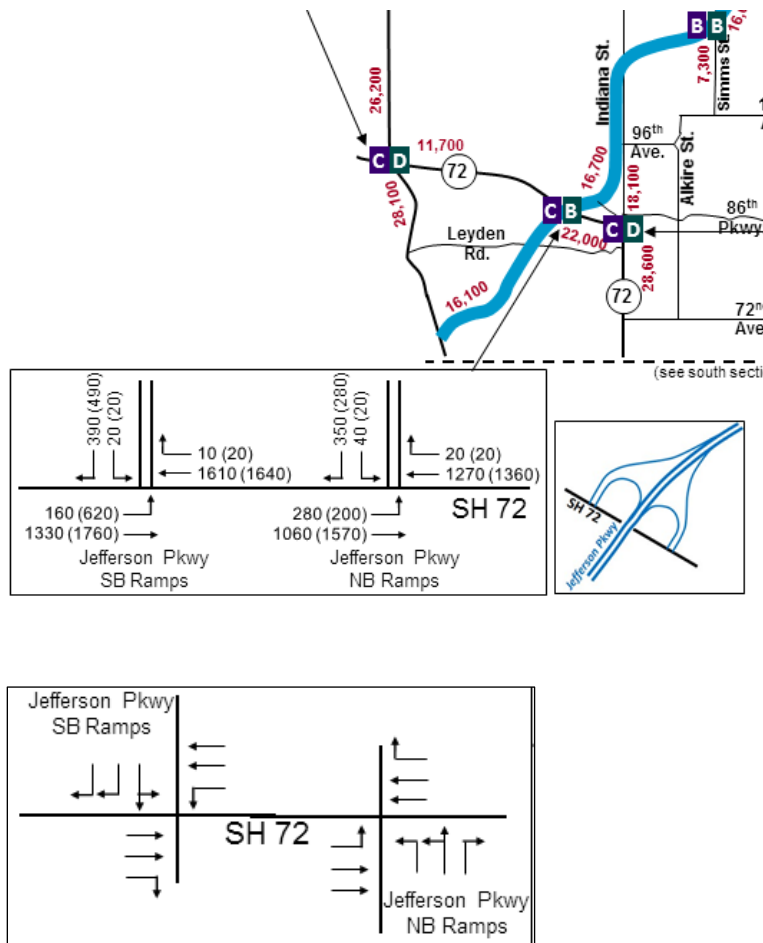 B B
16,0
7,300
Simms St.
Indiana St.
26,200
11,700
C D
72
28,100
16,700
96th
Ave.
Alkire St.
18,100
86th
Pkwy
C B
22,000
C D
Leyden
Rd.
28,600
72
16,100
72nd
Ave
(see south secti
390 (490)
20 (20)
10 (20)
1610 (1640)
160 (620)
1330 (1760)
Jefferson Pkwy
SB Ramps
350 (280)
40 (20)
20 (20)
1270 (1360)
SH 72
280 (200)
1060 (1570)
Jefferson Pkwy
NB Ramps
SH 72
Jefferson Pkwy
Jefferson Pkwy
SB Ramps
SH 72
Jefferson Pkwy
NB Ramps